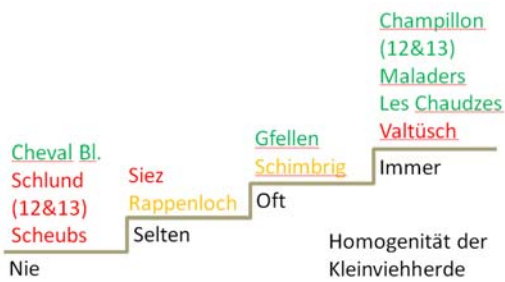 Champillon
(12&13)
Maladers
Les Chaudzes
Valtüsch
Immer
Gfellen
Schimbrig
Oft
Siez
Rappenloch
Selten
Cheval Bl.
Schlund
(12&13)
Scheubs
Nie
Homogenität der
Kleinviehherde